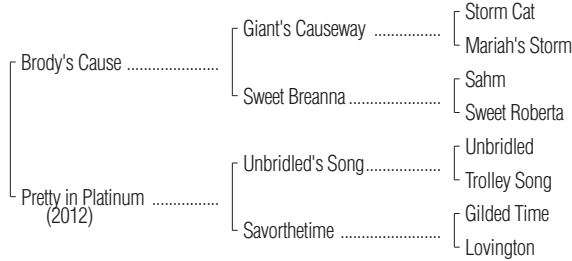 Storm Cat
Giant's Causeway ..................
Mariah's Storm
Brody's Cause .....................
Sahm
Sweet Breanna .....................
Sweet Roberta
Unbridled
Unbridled's Song ..................
Trolley Song
Pretty in Platinum ................
(2012)
Gilded Time
Savorthetime ......................
Lovington